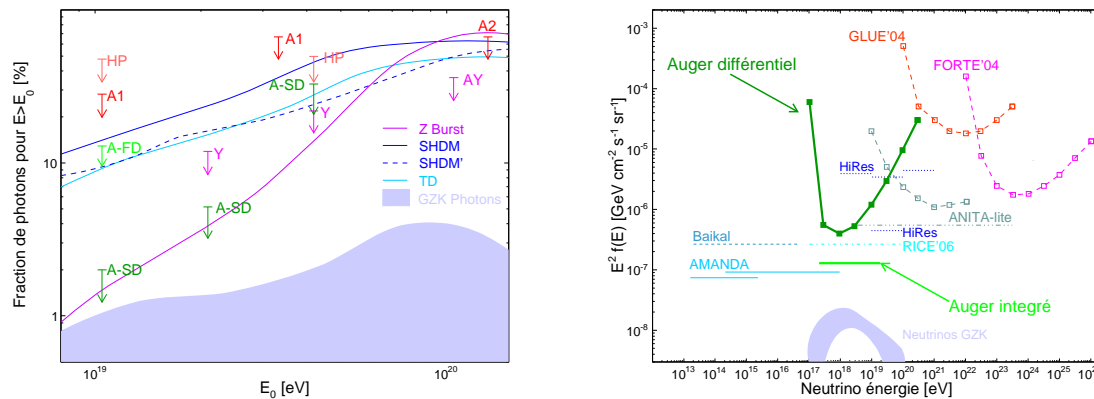 Fraction de photons pour E>E0 [%]
10
1
10^19
10^20
E0 [eV]
HP
A1
A1
HP
A2
AY
A-SD
Y
A-FD
Y
A-SD
A-SD
Z Burst
SHDM
SHDM'
TD
GZK Photons
E^2 f(E) [GeV cm^-2 s^-1 sr^-1]
10^-3
10^-4
10^-5
10^-6
10^-7
10^-8
GLUE'04
FORTE'04
Auger différentiel
HiRes
ANITA-lite
HiRes
Baikal
RICE'06
AMANDA
Auger integré
Neutrinos GZK
10^13 10^14 10^15 10^16 10^17 10^18 10^19 10^20 10^21 10^22 10^23 10^24 10^25
Neutrino énergie [eV]